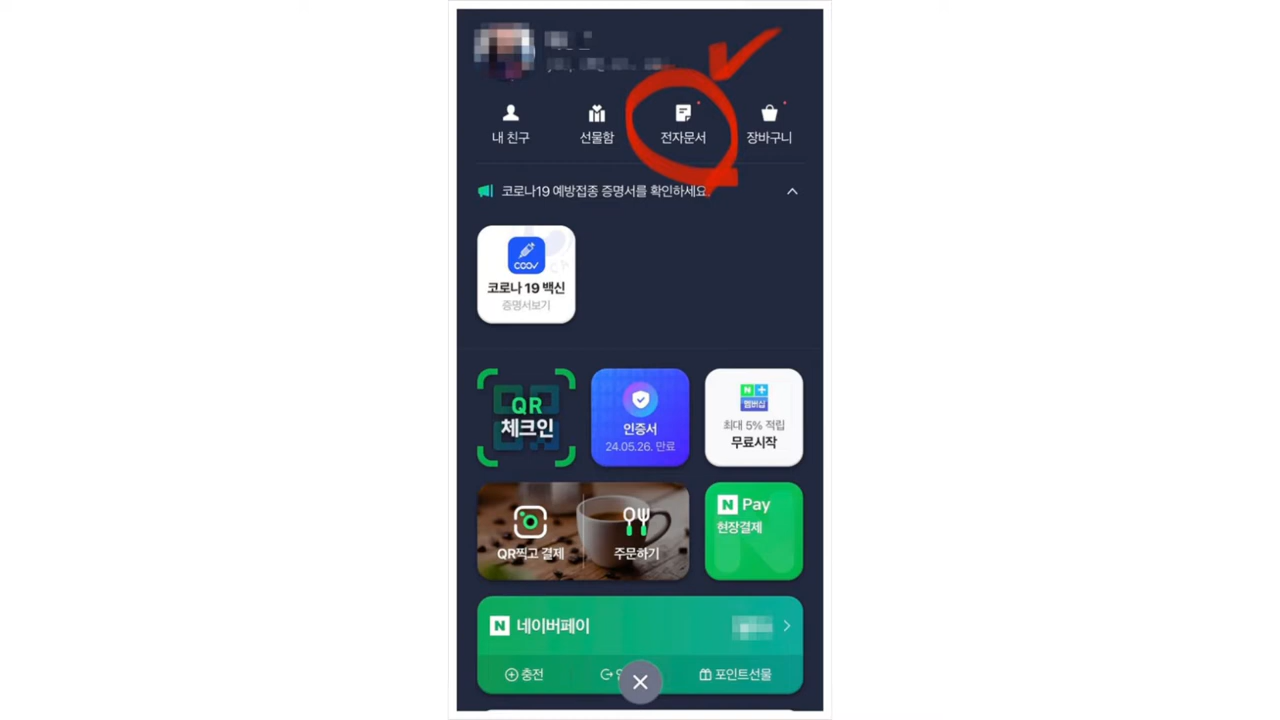 내 친구
선물함
전자문서
장바구니
코로나19 예방접종 증명서를 확인하세요.
COOV
코로나 19 백신
증명서보기
QR
체크인
인증서
24.05.26. 만료
N +
멤버십
최대 5% 적립
무료시작
QR찍고 결제
주문하기
N Pay
현장결제
N 네이버페이
충전
포인트선물